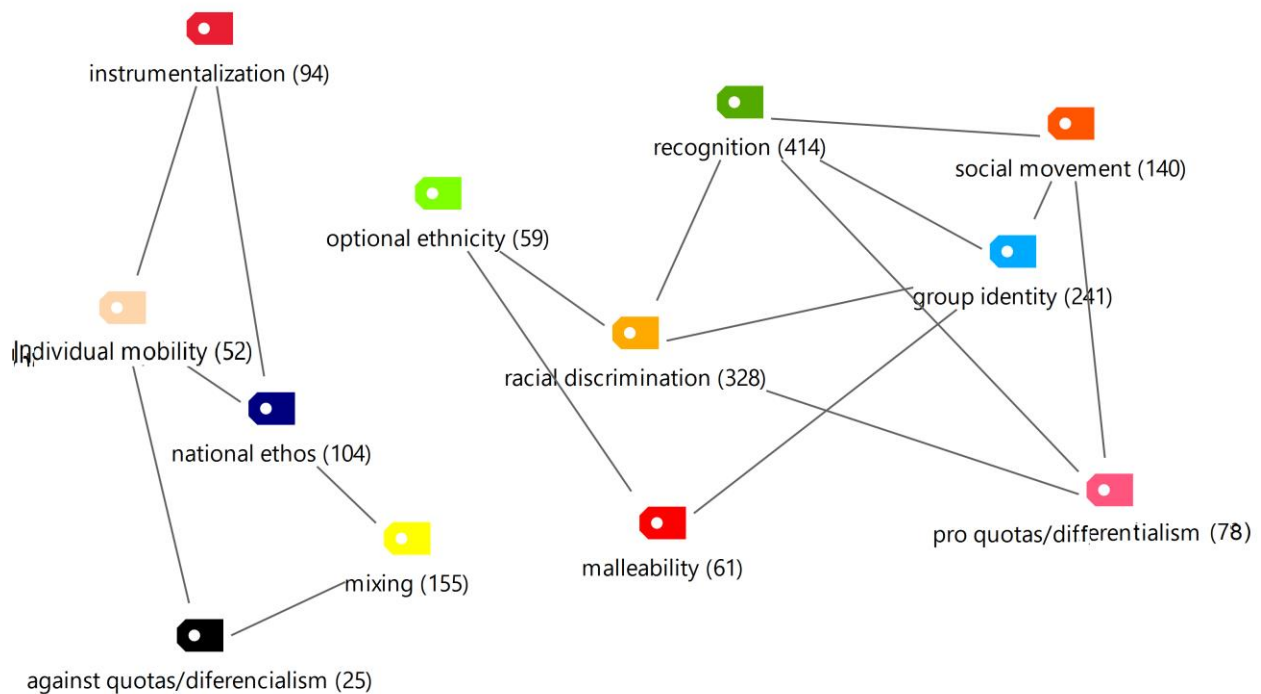 instrumentalization (94)
recognition (414)
social movement (140)
optional ethnicity (59)
group identity (241)
Individual mobility (52)
racial discrimination (328)
national ethos (104)
pro quotas/differentialism (78)
malleability (61)
mixing (155)
against quotas/diferencialism (25)